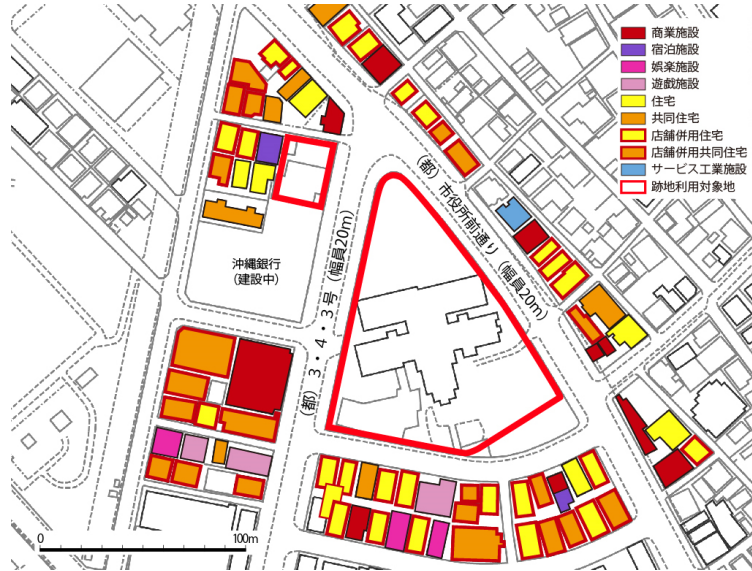 商業施設
宿泊施設
娯楽施設
遊戯施設
住宅
共同住宅
店舗併用住宅
店舗併用共同住宅
サービス工業施設
跡地利用対象地
(都)市役所前通り(幅員20m)
(都)3・4・3号(幅員20m)
沖縄銀行
(建設中)
0
100m